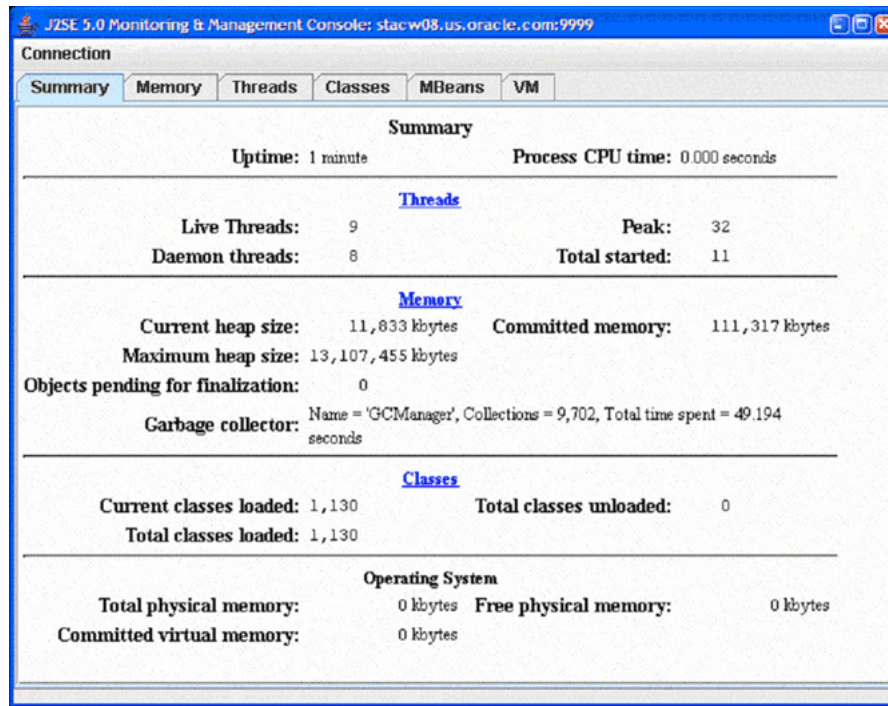 J2SE 5.0 Monitoring & Management Console: stacw08.us.oracle.com:9999
Connection
Summary Memory Threads Classes MBeans VM
Summary
Uptime: 1 minute Process CPU time: 0.000 seconds
Threads
Live Threads: 9 Peak: 32
Daemon threads: 8 Total started: 11
Memory
Current heap size: 11,833 kbytes Committed memory: 111,317 kbytes
Maximum heap size: 13,107,455 kbytes
Objects pending for finalization: 0
Garbage collector: Name = 'GCManager', Collections = 9,702, Total time spent = 49.194
seconds
Classes
Current classes loaded: 1,130 Total classes unloaded: 0
Total classes loaded: 1,130
Operating System
Total physical memory: 0 kbytes Free physical memory: 0 kbytes
Committed virtual memory: 0 kbytes